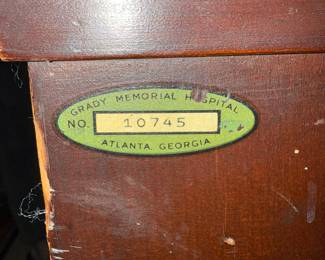 GRADY MEMORIAL HOSPITAL
NO. 10745
ATLANTA, GEORGIA